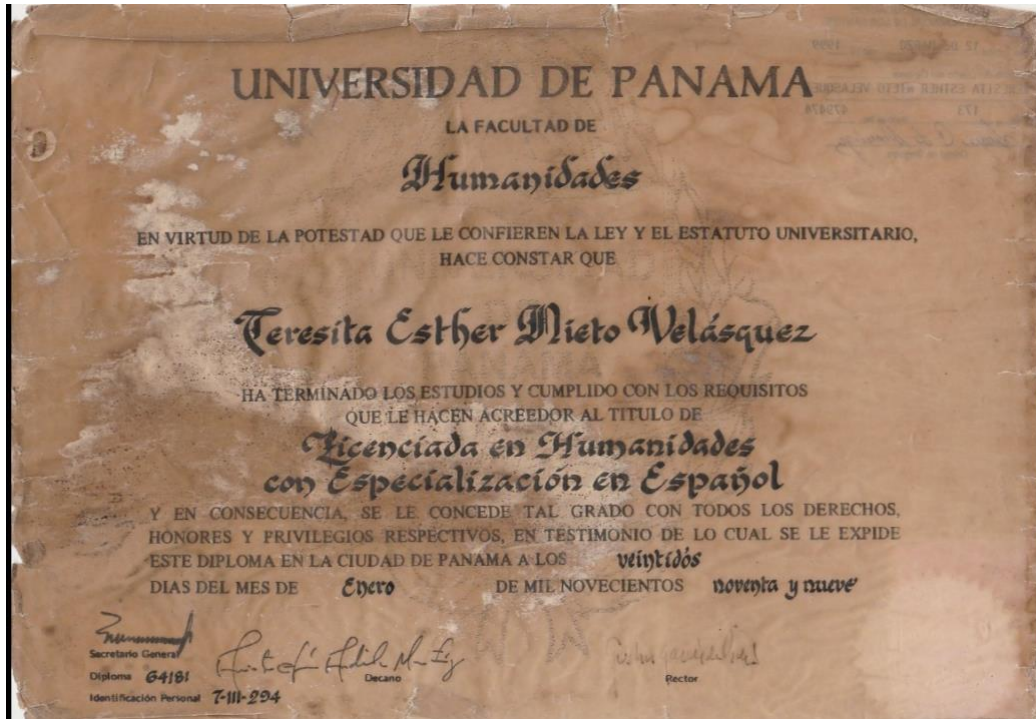 UNIVERSIDAD DE PANAMA
LA FACULTAD DE
Humanidades
EN VIRTUD DE LA POTESTAD QUE LE CONFIEREN LA LEY Y EL ESTATUTO UNIVERSITARIO,
HACE CONSTAR QUE
Teresita Esther Nieto Velásquez
PANAMA
HA TERMINADO LOS ESTUDIOS Y CUMPLIDO CON LOS REQUISITOS
QUE LE HACEN ACREEDOR AL TITULO DE
Licenciada en Humanidades
con Especialización en Español
Y EN CONSECUENCIA, SE LE CONCEDE TAL GRADO CON TODOS LOS DERECHOS,
HONORES Y PRIVILEGIOS RESPECTIVOS, EN TESTIMONIO DE LO CUAL SE LE EXPIDE
ESTE DIPLOMA EN LA CIUDAD DE PANAMA A LOS veintidós
DIAS DEL MES DE Enero DE MIL NOVECIENTOS noventa y nueve
Secretario General
Decano
Rector
Diploma 64181
Identificación Personal 7-III-294